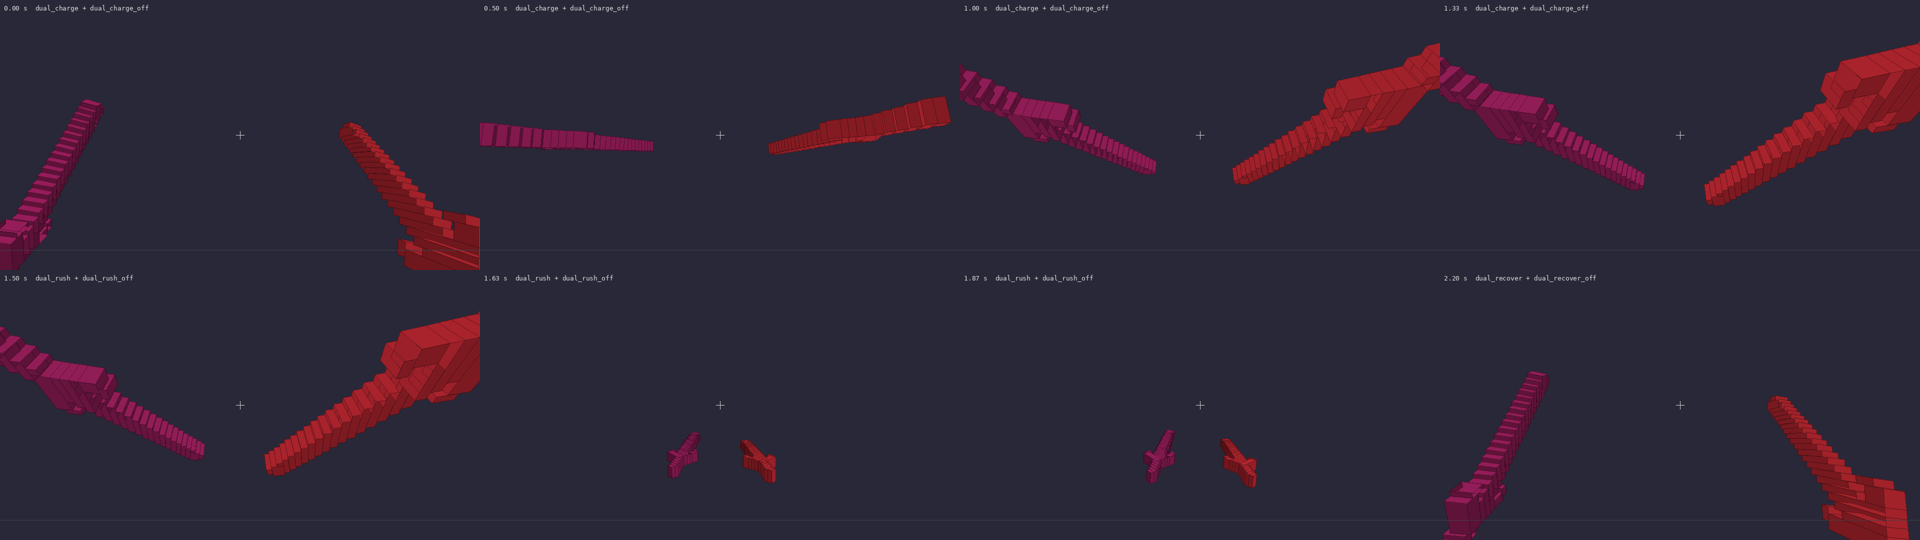 0.00 s  dual_charge + dual_charge_off
0.50 s  dual_charge + dual_charge_off
1.00 s  dual_charge + dual_charge_off
1.33 s  dual_charge + dual_charge_off
1.50 s  dual_rush + dual_rush_off
1.63 s  dual_rush + dual_rush_off
1.87 s  dual_rush + dual_rush_off
2.20 s  dual_recover + dual_recover_off